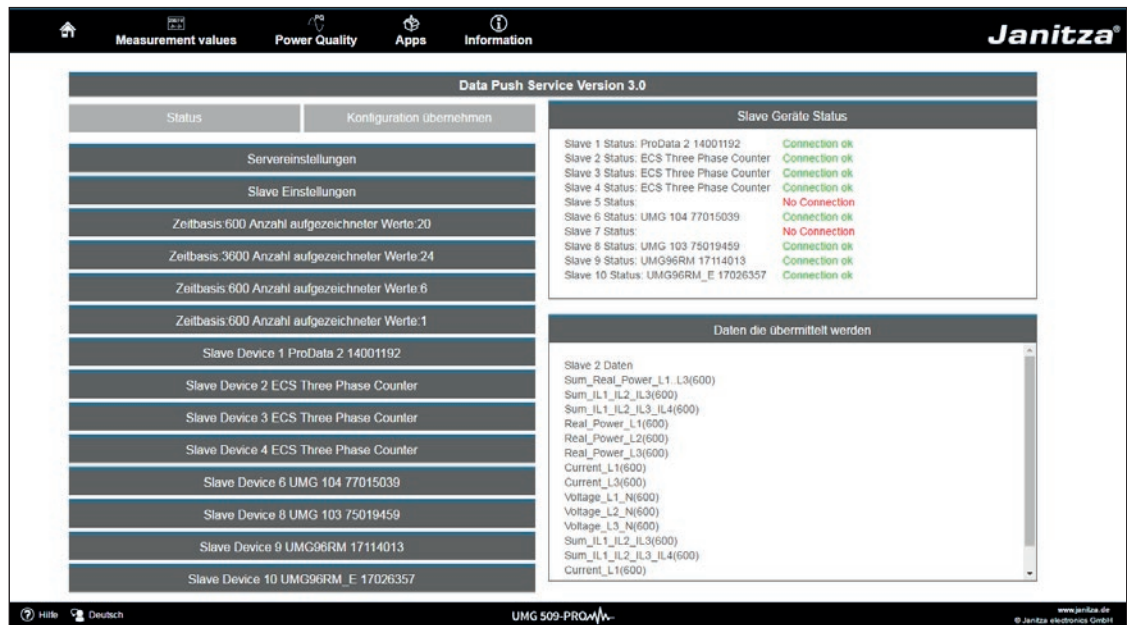 Measurement values
Power Quality
Apps
Information
Janitza®
Data Push Service Version 3.0
Status
Konfiguration übernehmen
Servereinstellungen
Slave Einstellungen
Zeitbasis:600 Anzahl aufgezeichneter Werte:20
Zeitbasis:3600 Anzahl aufgezeichneter Werte:24
Zeitbasis:600 Anzahl aufgezeichneter Werte:6
Zeitbasis:600 Anzahl aufgezeichneter Werte:1
Slave Device 1 ProData 2 14001192
Slave Device 2 ECS Three Phase Counter
Slave Device 3 ECS Three Phase Counter
Slave Device 4 ECS Three Phase Counter
Slave Device 6 UMG 104 77015039
Slave Device 8 UMG 103 75019459
Slave Device 9 UMG96RM 17114013
Slave Device 10 UMG96RM_E 17026357
Slave Geräte Status
Slave 1 Status: ProData 2 14001192 Connection ok
Slave 2 Status: ECS Three Phase Counter Connection ok
Slave 3 Status: ECS Three Phase Counter Connection ok
Slave 4 Status: ECS Three Phase Counter Connection ok
Slave 5 Status: No Connection
Slave 6 Status: UMG 104 77015039 Connection ok
Slave 7 Status: No Connection
Slave 8 Status: UMG 103 75019459 Connection ok
Slave 9 Status: UMG96RM 17114013 Connection ok
Slave 10 Status: UMG96RM_E 17026357 Connection ok
Daten die übermittelt werden
Slave 2 Daten
Sum_Real_Power_L1..L3(600)
Sum_IL1_IL2_IL3(600)
Sum_IL1_IL2_IL3_IL4(600)
Real_Power_L1(600)
Real_Power_L2(600)
Real_Power_L3(600)
Current_L1(600)
Current_L3(600)
Voltage_L1_N(600)
Voltage_L2_N(600)
Voltage_L3_N(600)
Sum_IL1_IL2_IL3(600)
Sum_IL1_IL2_IL3_IL4(600)
Current_L1(600)
Hilfe
Deutsch
UMG 509-PRO
www.janitza.de
© Janitza electronics GmbH